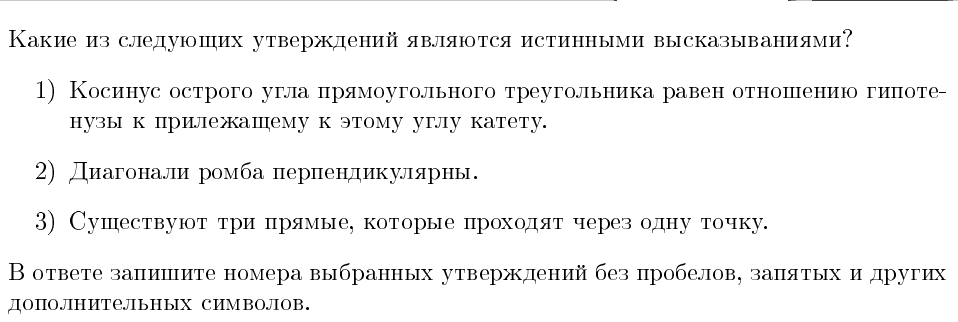 Какие из следующих утверждений являются истинными высказываниями?
1) Косинус острого угла прямоугольного треугольника равен отношению гипоте-
нузы к прилежащему к этому углу катету.
2) Диагонали ромба перпендикулярны.
3) Существуют три прямые, которые проходят через одну точку.
В ответе запишите номера выбранных утверждений без пробелов, запятых и других
дополнительных символов.